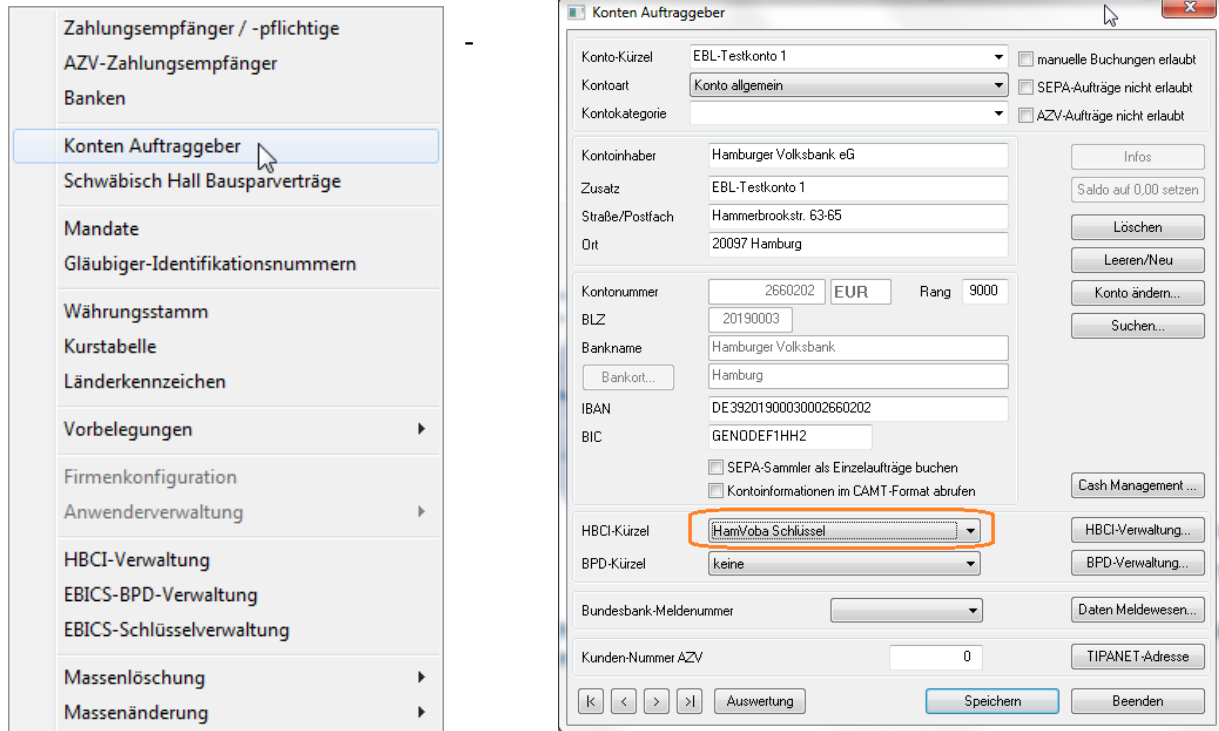 Zahlungsempfänger / -pflichtige
AZV-Zahlungsempfänger
Banken
Konten Auftraggeber
Schwäbisch Hall Bausparverträge
Mandate
Gläubiger-Identifikationsnummern
Währungsstamm
Kurstabelle
Länderkennzeichen
Vorbelegungen
Firmenkonfiguration
Anwenderverwaltung
HBCI-Verwaltung
EBICS-BPD-Verwaltung
EBICS-Schlüsselverwaltung
Massenlöschung
Massenänderung
-
Konten Auftraggeber
Konto-Kürzel EBL-Testkonto 1 manuelle Buchungen erlaubt
Kontoart Konto allgemein SEPA-Aufträge nicht erlaubt
Kontokategorie AZV-Aufträge nicht erlaubt
Kontoinhaber Hamburger Volksbank eG Infos
Zusatz EBL-Testkonto 1 Saldo auf 0,00 setzen
Straße/Postfach Hammerbrookstr. 63-65 Löschen
Ort 20097 Hamburg Leeren/Neu
Kontonummer 2660202 EUR Rang 9000 Konto ändern...
BLZ 20190003 Suchen...
Bankname Hamburger Volksbank
Bankort... Hamburg
IBAN DE39201900030002660202
BIC GENODEF1HH2
SEPA-Sammler als Einzelaufträge buchen
Kontoinformationen im CAMT-Format abrufen Cash Management ...
HBCI-Kürzel HamVoba Schlüssel HBCI-Verwaltung...
BPD-Kürzel keine BPD-Verwaltung...
Bundesbank-Meldenummer Daten Meldewesen...
Kunden-Nummer AZV 0 TIPANET-Adresse
Auswertung Speichern Beenden